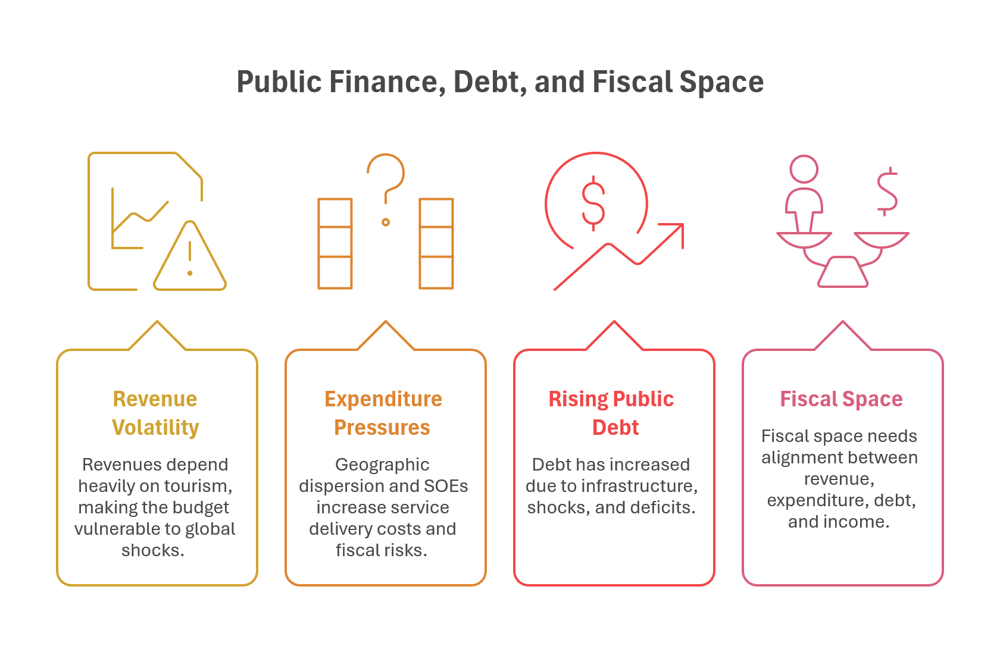 Public Finance, Debt, and Fiscal Space
Revenue
Volatility
Revenues depend
heavily on tourism,
making the budget
vulnerable to global
shocks.
Expenditure
Pressures
Geographic
dispersion and SOEs
increase service
delivery costs and
fiscal risks.
Rising Public
Debt
Debt has increased
due to infrastructure,
shocks, and deficits.
Fiscal Space
Fiscal space needs
alignment between
revenue,
expenditure, debt,
and income.